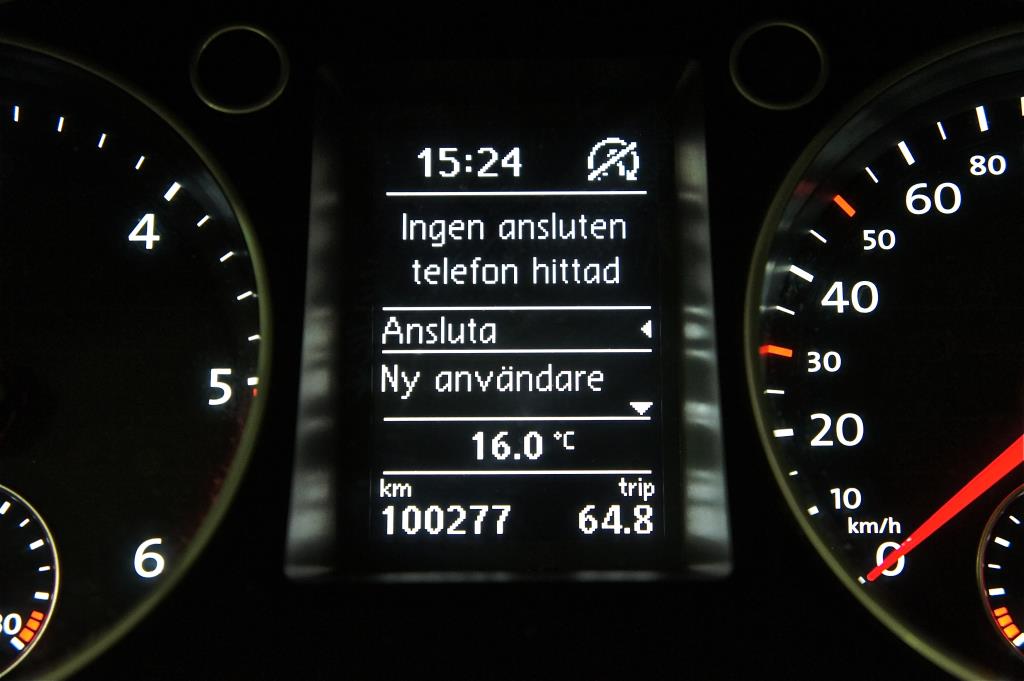 15:24
Ingen ansluten
telefon hittad
Ansluta
Ny användare
16.0 °C
km trip
100277 64.8
4
5
6
80
60
50
40
30
20
10
km/h
0